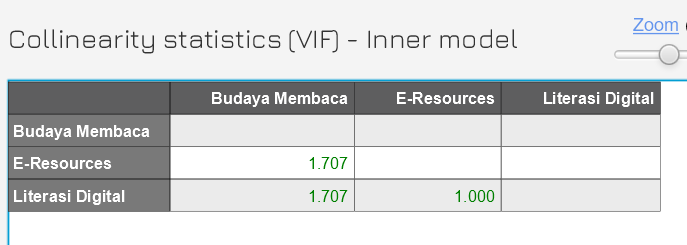 Collinearity statistics (VIF) - Inner model
Zoom
Budaya Membaca E-Resources Literasi Digital
Budaya Membaca
E-Resources 1.707
Literasi Digital 1.707 1.000